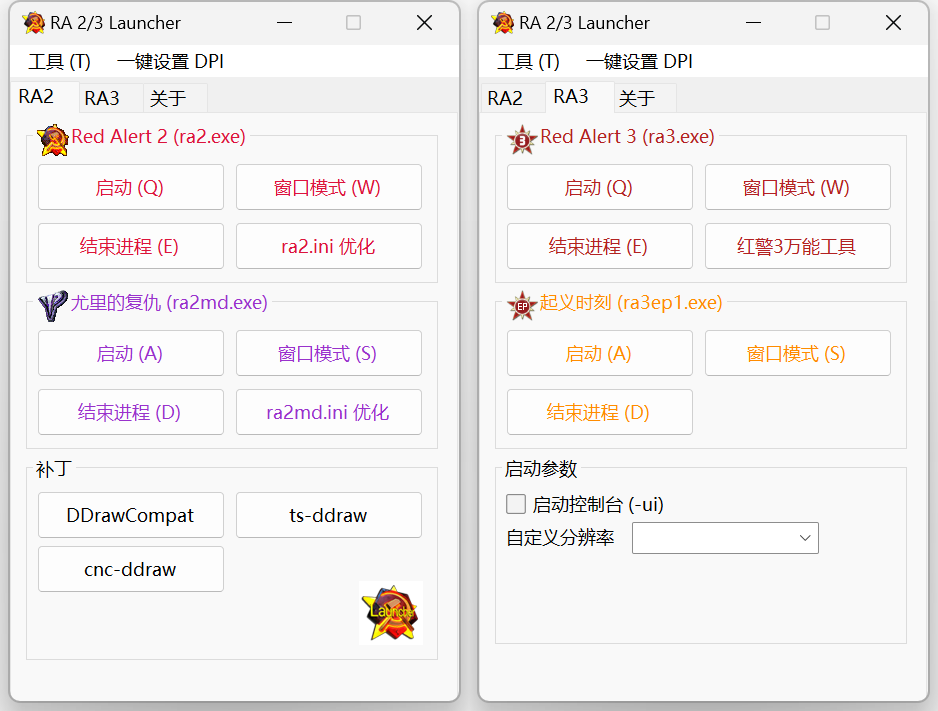 RA 2/3 Launcher
工具 (T) 一键设置 DPI
RA2 RA3 关于
Red Alert 2 (ra2.exe)
启动 (Q) 窗口模式 (W)
结束进程 (E) ra2.ini 优化
尤里的复仇 (ra2md.exe)
启动 (A) 窗口模式 (S)
结束进程 (D) ra2md.ini 优化
补丁
DDrawCompat ts-ddraw
cnc-ddraw
Launcher
RA 2/3 Launcher
工具 (T) 一键设置 DPI
RA2 RA3 关于
3
Red Alert 3 (ra3.exe)
启动 (Q) 窗口模式 (W)
结束进程 (E) 红警3万能工具
EP
起义时刻 (ra3ep1.exe)
启动 (A) 窗口模式 (S)
结束进程 (D)
启动参数
启动控制台 (-ui)
自定义分辨率